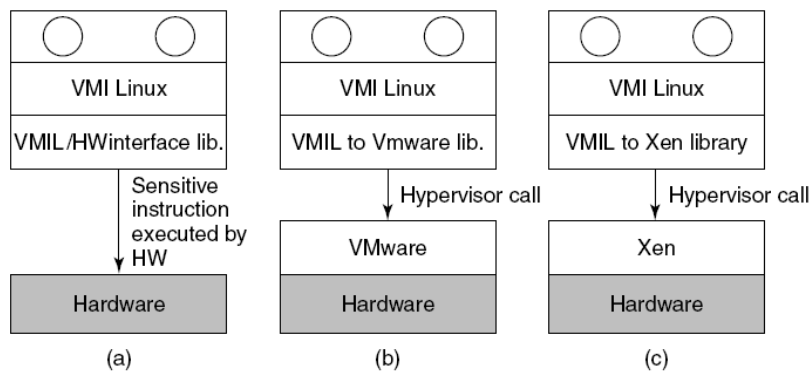 VMI Linux
VMIL/HWinterface lib.
Sensitive
instruction
executed by
HW
Hardware
(a)
VMI Linux
VMIL to Vmware lib.
Hypervisor call
VMware
Hardware
(b)
VMI Linux
VMIL to Xen library
Hypervisor call
Xen
Hardware
(c)